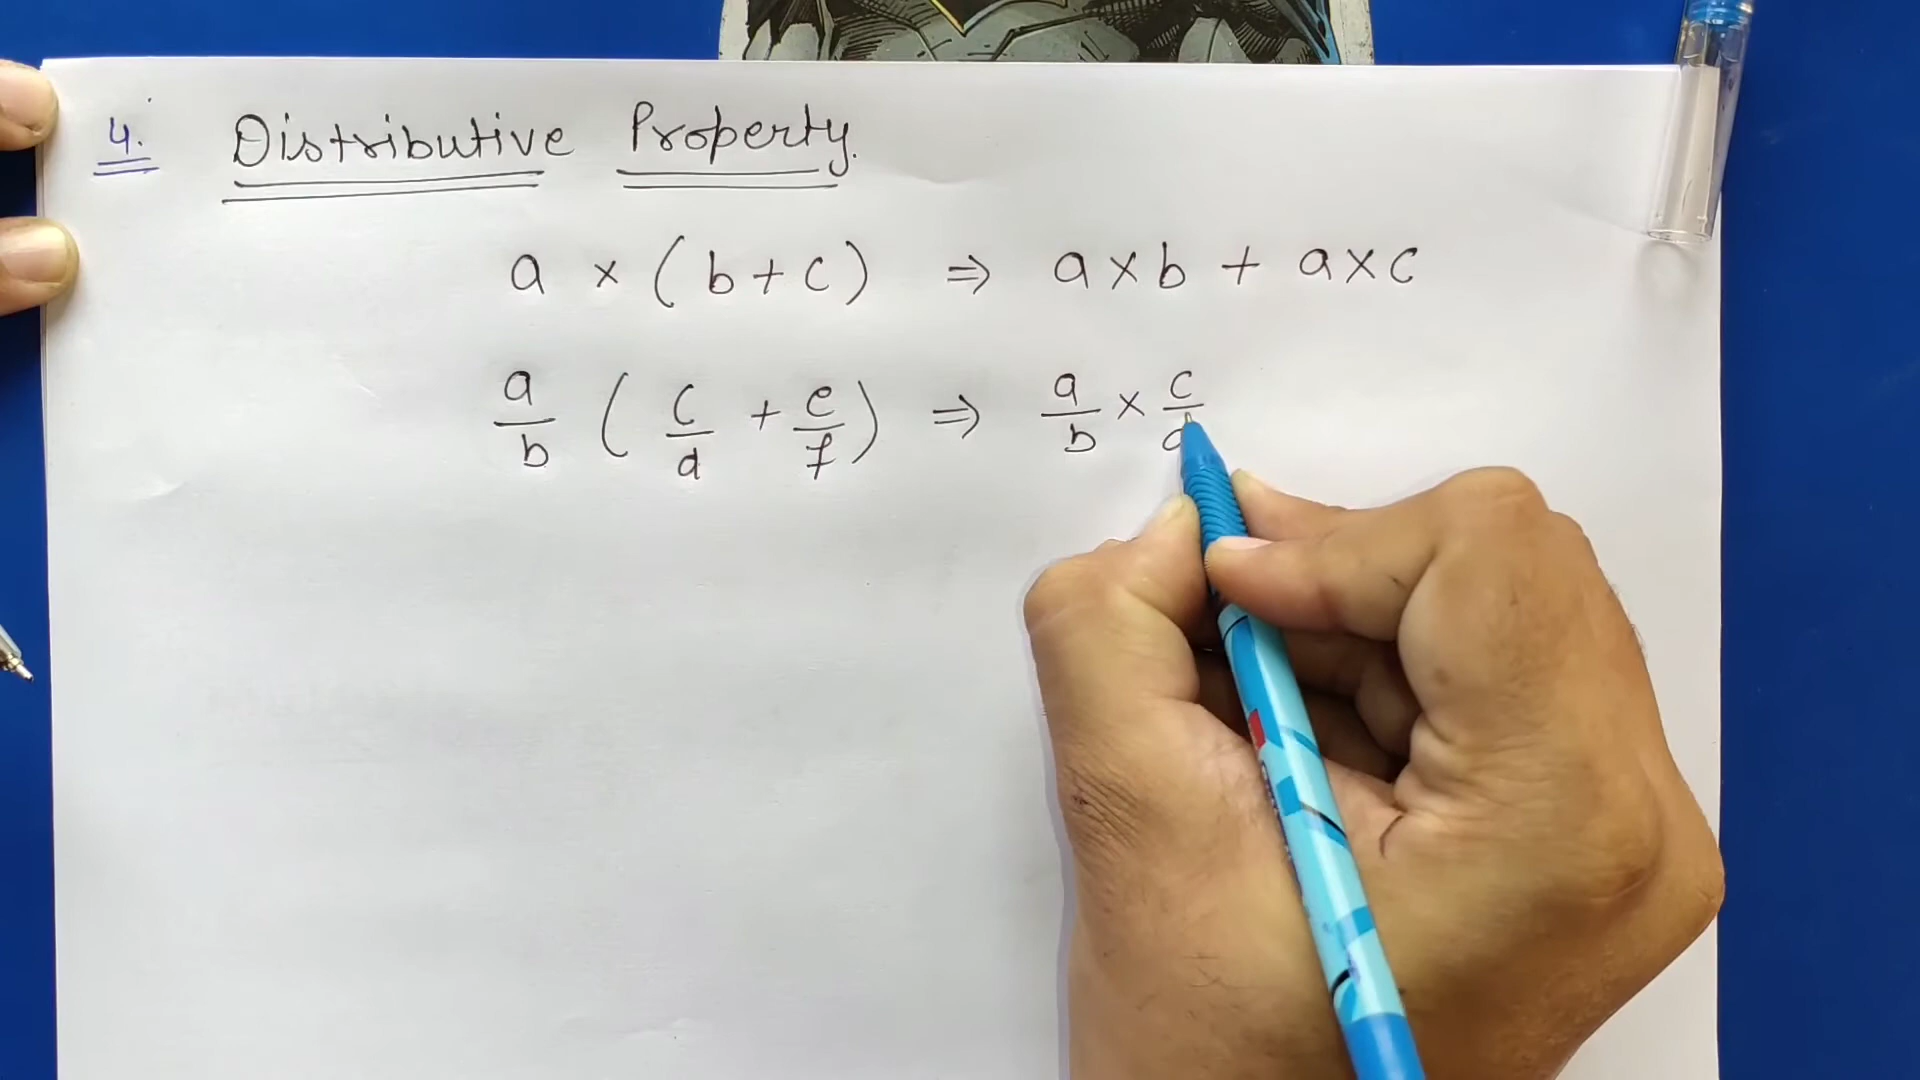 4. Distributive Property.
a × (b + c) ⇒ a × b + a × c
a/b (c/d + e/f) ⇒ a/b × c/d